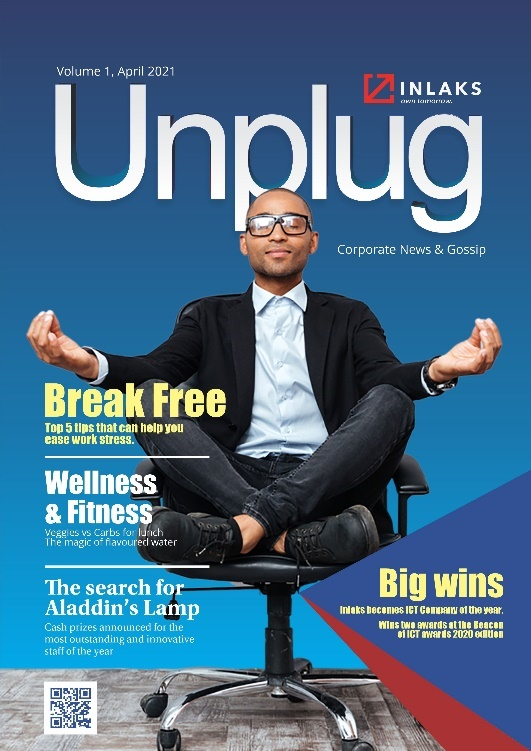 Volume 1, April 2021
INLAKS
own tomorrow.
Unplug
Corporate News & Gossip
Break Free
Top 5 tips that can help you
ease work stress.
Wellness
& Fitness
Veggies vs Carbs for lunch
The magic of flavoured water
The search for
Aladdin's Lamp
Cash prizes announced for the
most outstanding and innovative
staff of the year
Big wins
Inlaks becomes ICT Company of the year.
Wins two awards at the Beacon
of ICT awards 2020 edition